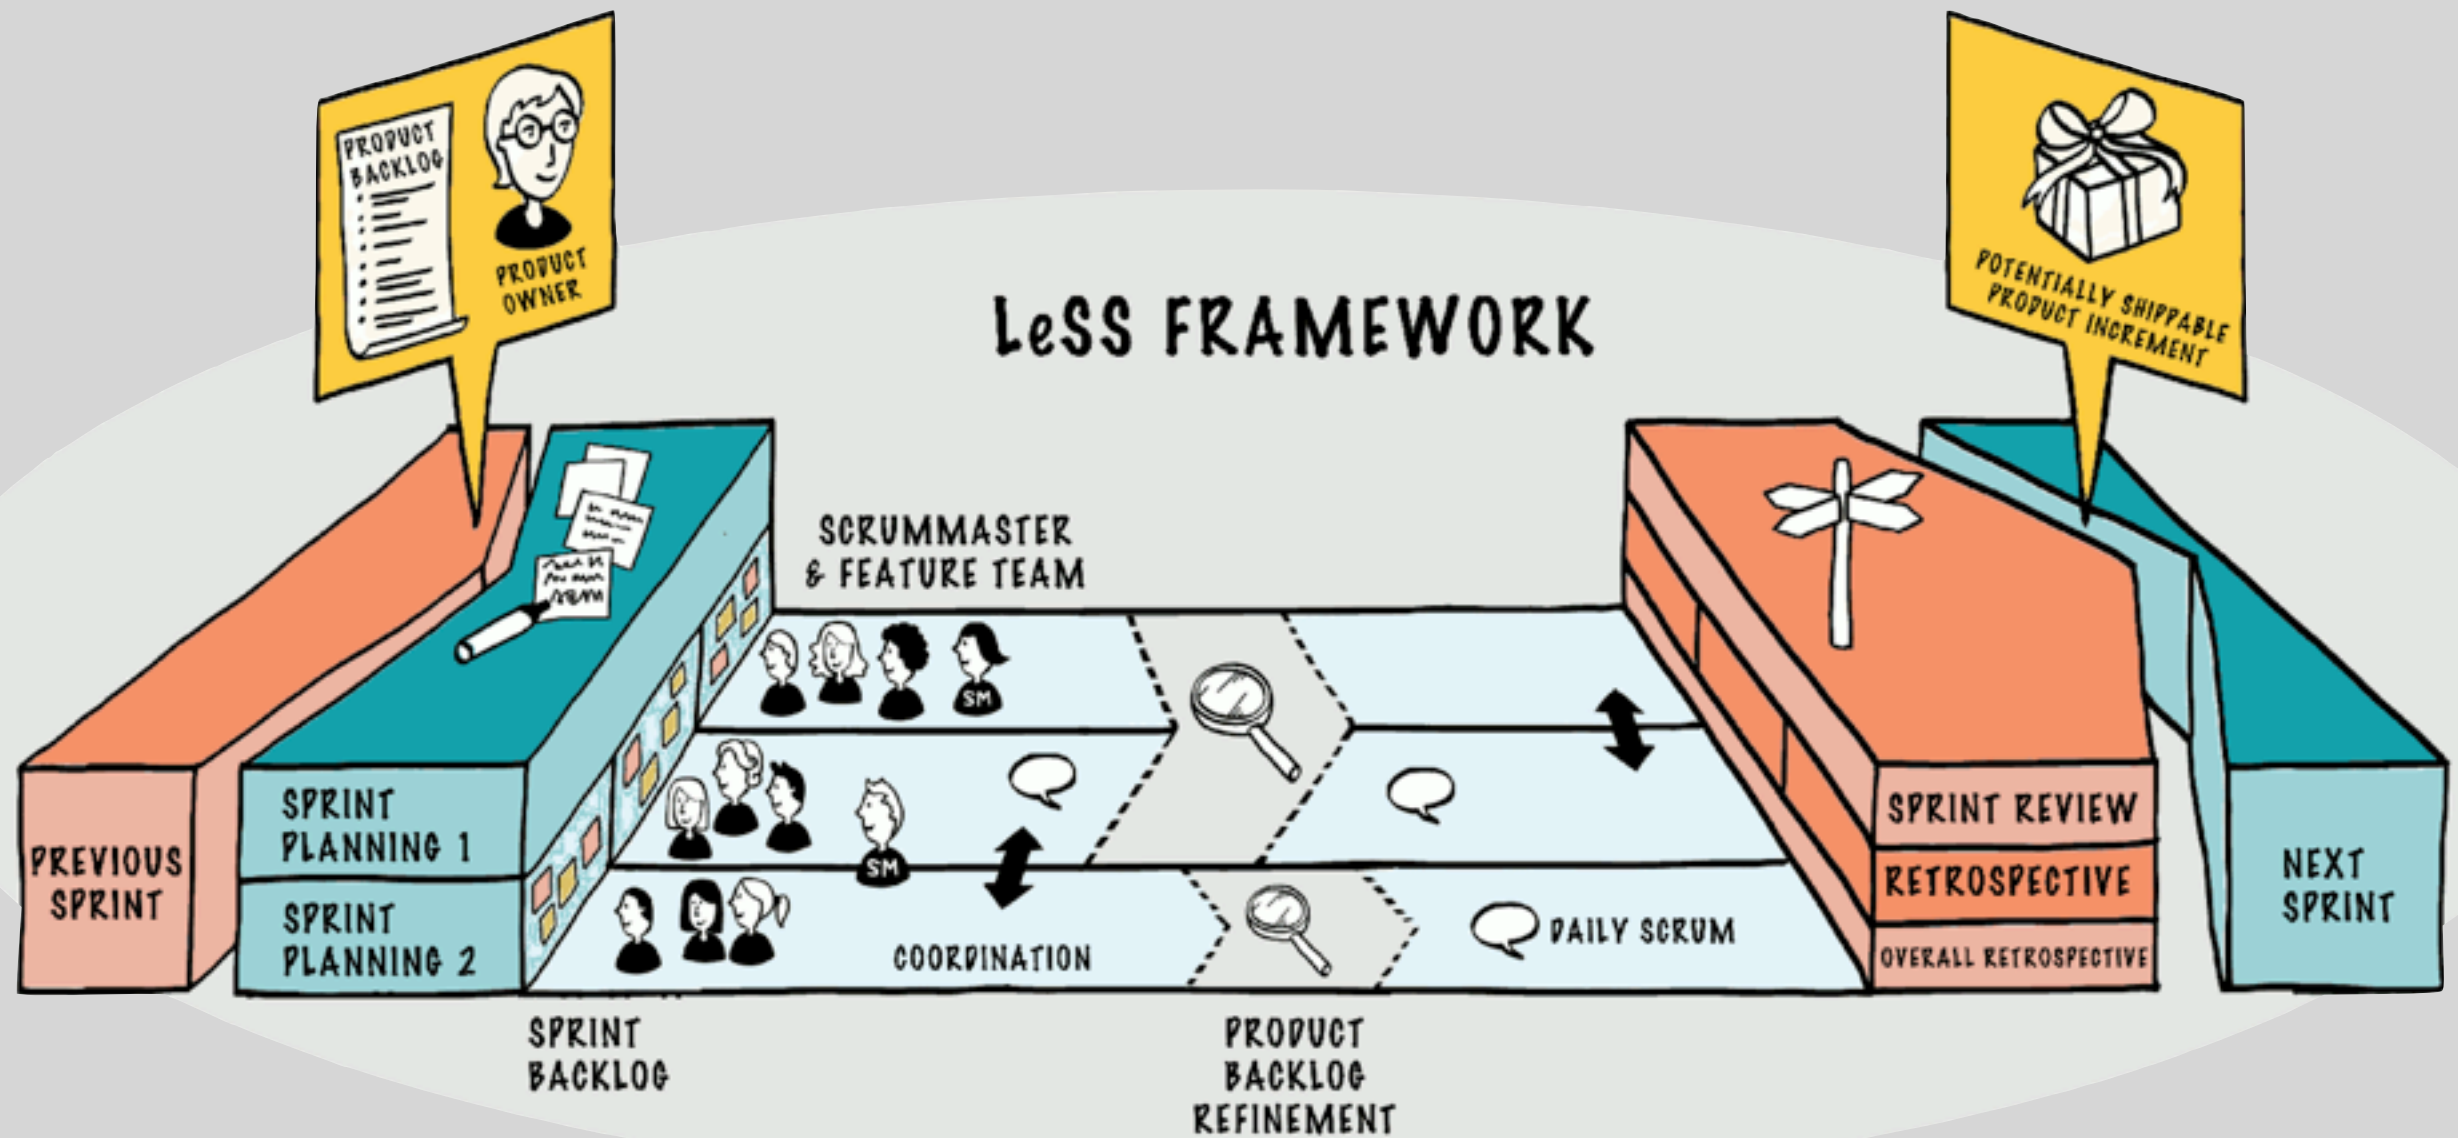 PRODUCT
BACKLOG
PRODUCT
OWNER
POTENTIALLY SHIPPABLE
PRODUCT INCREMENT
LeSS FRAMEWORK
SCRUMMASTER
& FEATURE TEAM
SM
SM
PREVIOUS
SPRINT
SPRINT
PLANNING 1
SPRINT
PLANNING 2
COORDINATION
DAILY SCRUM
SPRINT REVIEW
RETROSPECTIVE
OVERALL RETROSPECTIVE
NEXT
SPRINT
SPRINT
BACKLOG
PRODUCT
BACKLOG
REFINEMENT